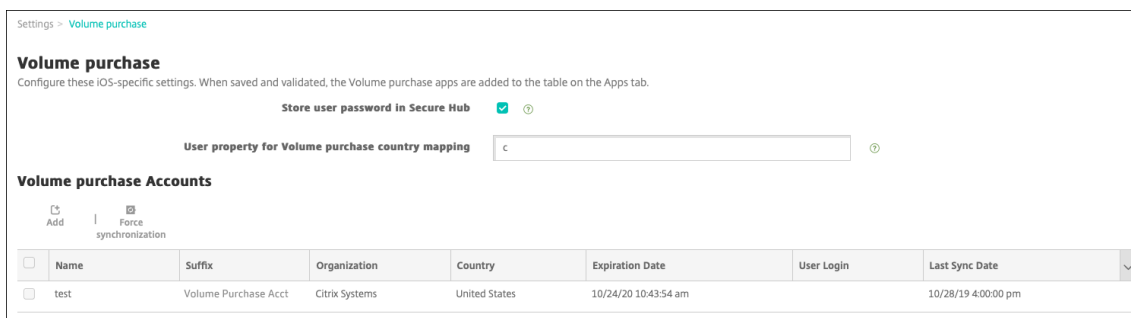 Settings > Volume purchase
Volume purchase
Configure these iOS-specific settings. When saved and validated, the Volume purchase apps are added to the table on the Apps tab.
Store user password in Secure Hub ?
User property for Volume purchase country mapping c ?
Volume purchase Accounts
Add | Force
synchronization
Name Suffix Organization Country Expiration Date User Login Last Sync Date
test Volume Purchase Acct Citrix Systems United States 10/24/20 10:43:54 am 10/28/19 4:00:00 pm